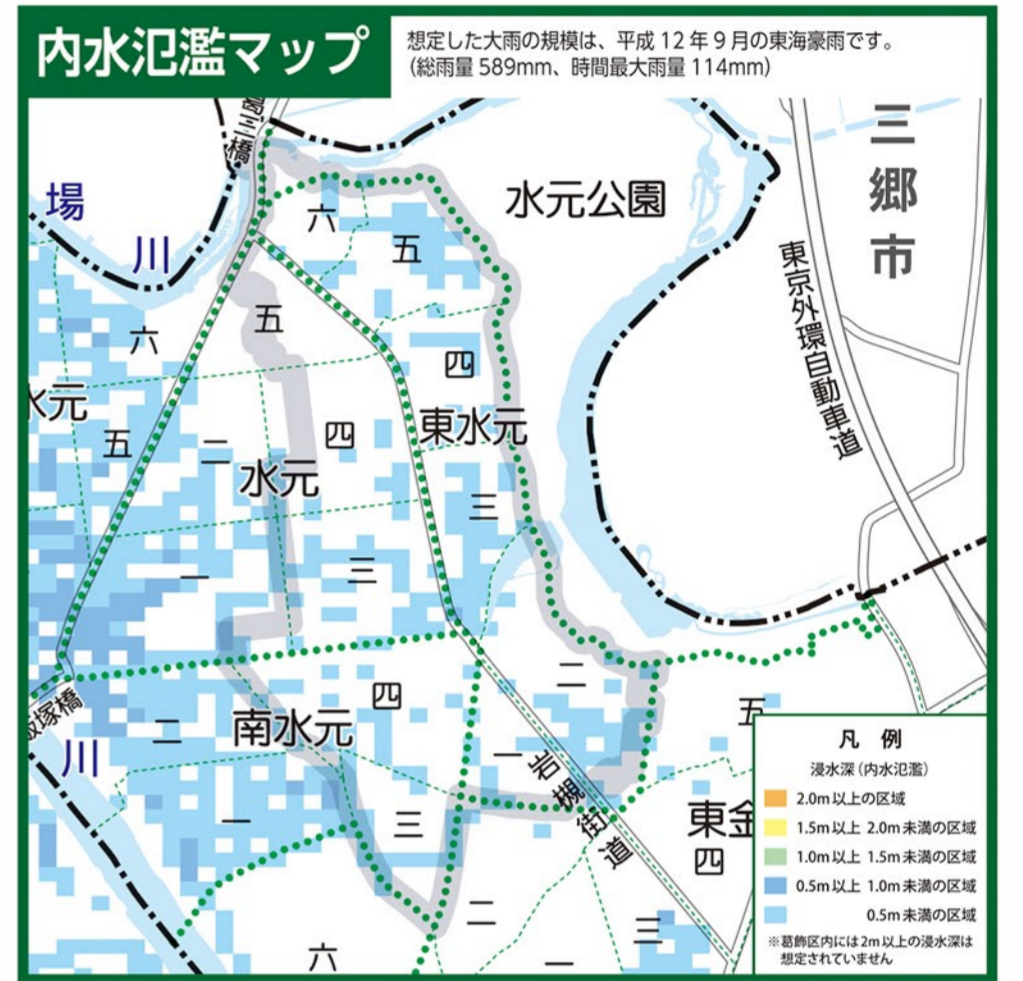 内水氾濫マップ
想定した大雨の規模は、平成12年9月の東海豪雨です。
(総雨量589mm、時間最大雨量114mm)
三郷市
場
川
水元公園
東京外環自動車道
六
五
五
六
四
水元
東水元
五
二
四
水元
三
一
三
飯塚橋
川
四
二
二
南水元
五
一
岩槻街道
一
三
東金
四
二
三
六
一
凡 例
浸水深(内水氾濫)
2.0m以上の区域
1.5m以上 2.0m未満の区域
1.0m以上 1.5m未満の区域
0.5m以上 1.0m未満の区域
0.5m未満の区域
※葛飾区内には2m以上の浸水深は
想定されていません